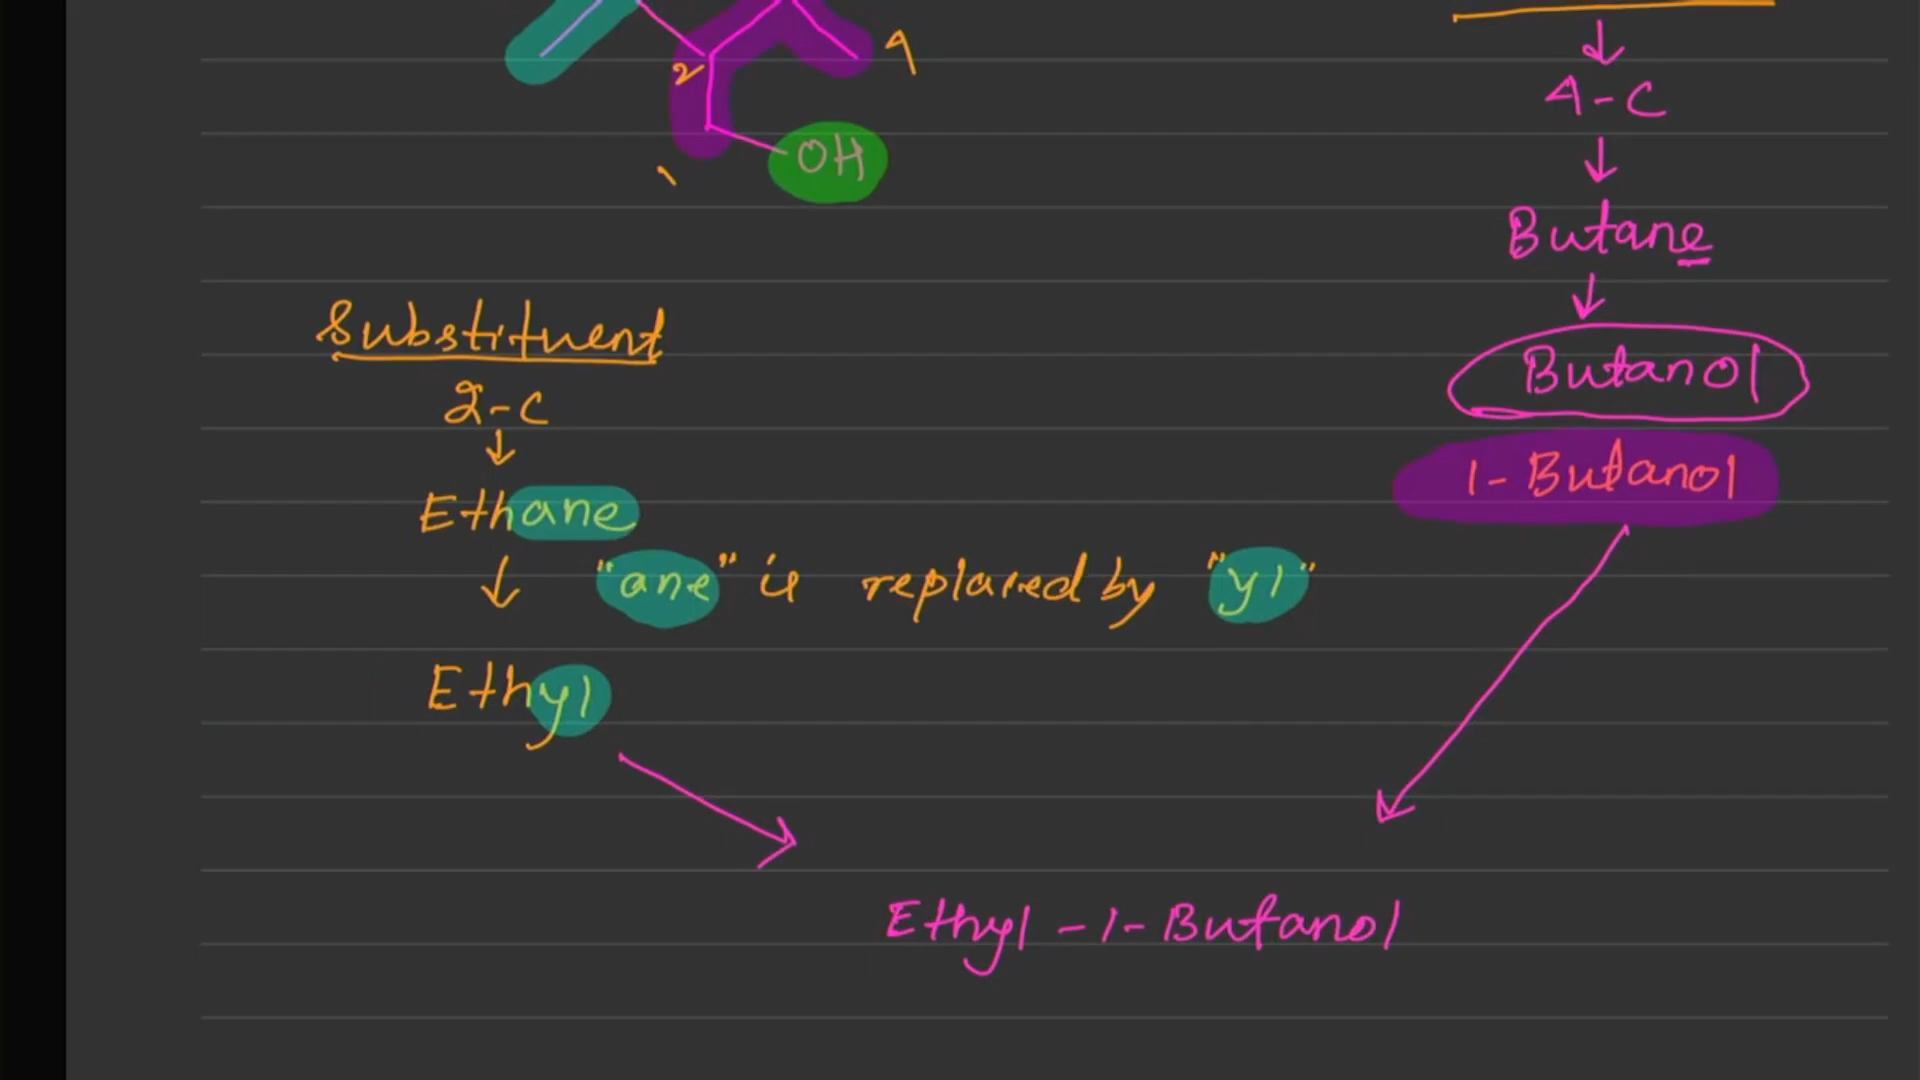 4
2
OH
1
4-C
Butane
Butanol
1-Butanol
Substituent
2-C
Ethane
"ane" is replaced by "yl"
Ethyl
Ethyl-1-Butanol